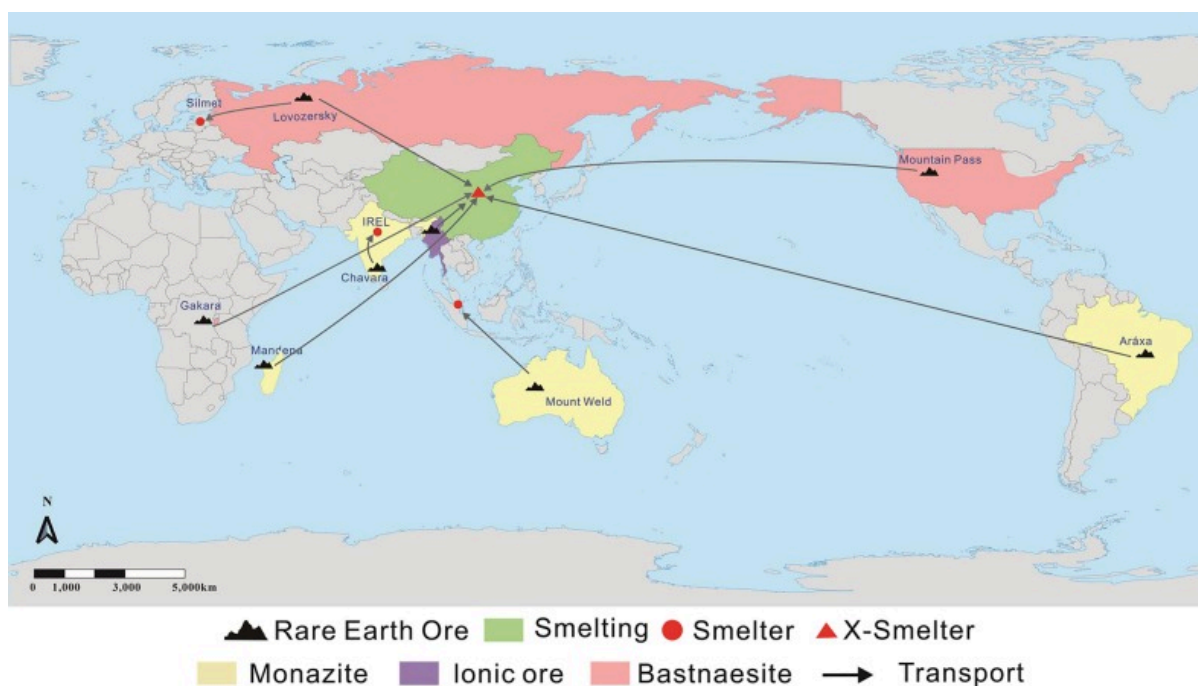 Silmet
Lovozersky
Mountain Pass
IREL
Chavara
Gakara
Mandena
Aráxa
Mount Weld
N
0 1,000 3,000 5,000km
Rare Earth Ore Smelting Smelter X-Smelter
Monazite Ionic ore Bastnaesite Transport